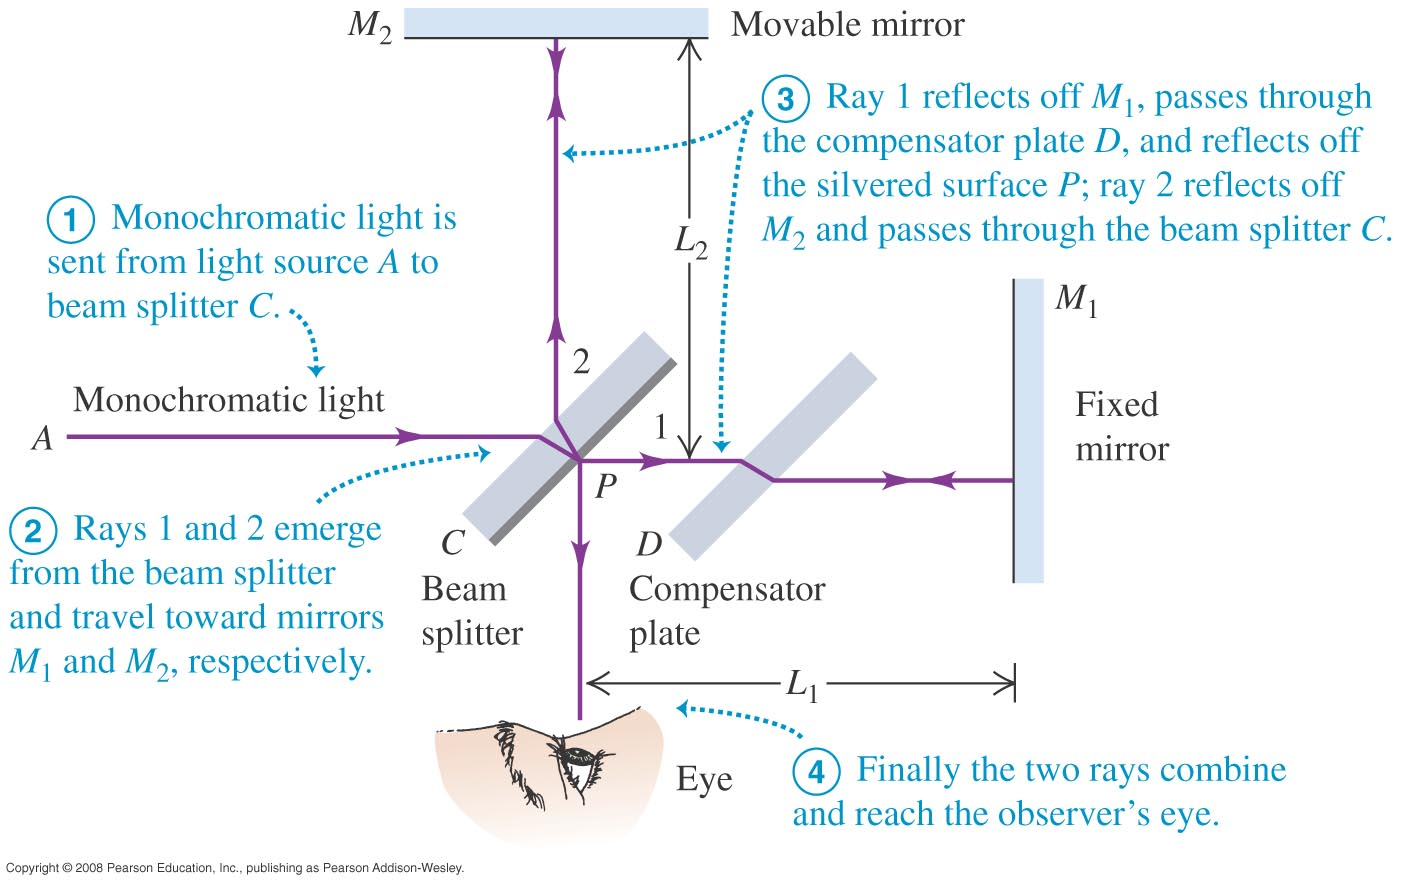 M2
Movable mirror
3 Ray 1 reflects off M1, passes through
the compensator plate D, and reflects off
the silvered surface P; ray 2 reflects off
M2 and passes through the beam splitter C.
1 Monochromatic light is
sent from light source A to
beam splitter C.
L2
M1
2
Monochromatic light
A
1
Fixed
mirror
P
2 Rays 1 and 2 emerge
from the beam splitter
and travel toward mirrors
M1 and M2, respectively.
C
Beam
splitter
D
Compensator
plate
L1
Eye
4 Finally the two rays combine
and reach the observer's eye.
Copyright © 2008 Pearson Education, Inc., publishing as Pearson Addison-Wesley.